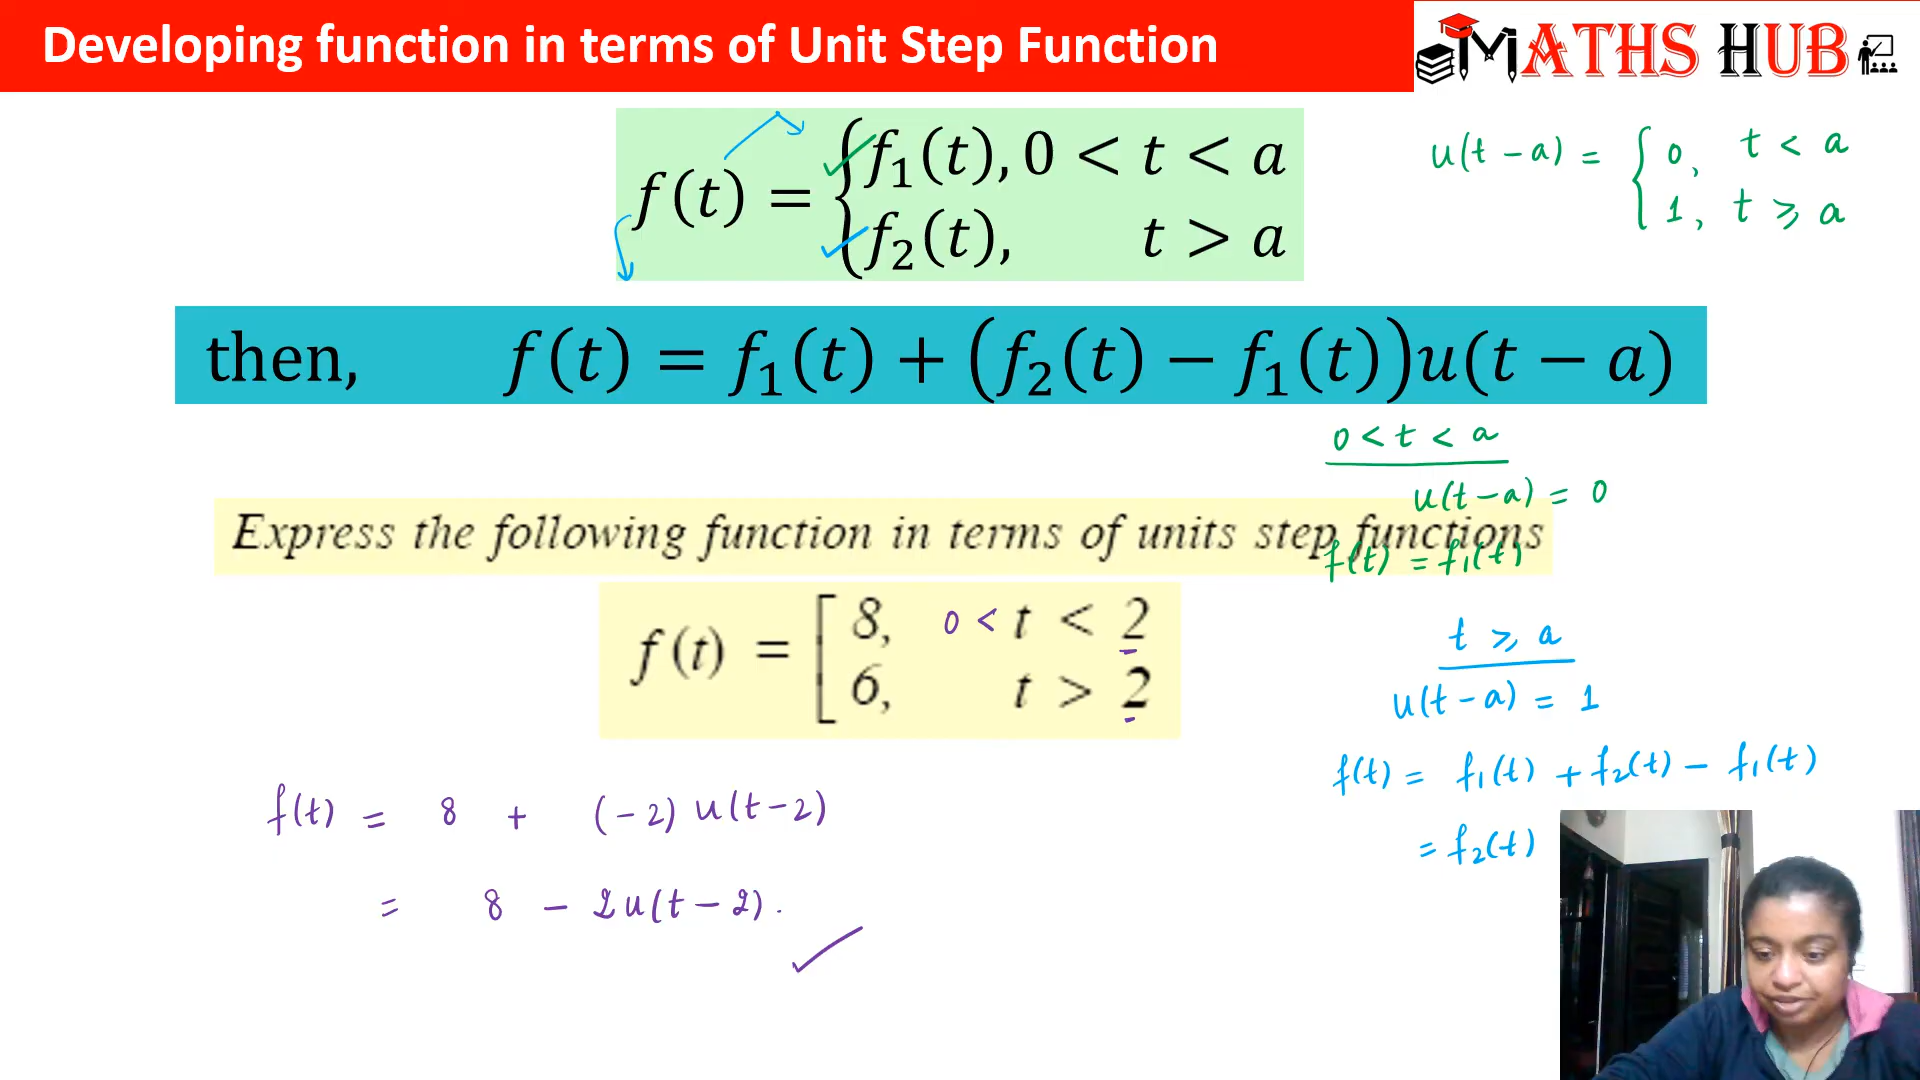 Developing function in terms of Unit Step Function
MATHS HUB
f(t) = { f₁(t), 0 < t < a
f₂(t), t > a
u(t-a) = { 0, t < a
1, t ⩾ a
then, f(t) = f₁(t) + (f₂(t) − f₁(t))u(t − a)
0 < t < a
u(t-a) = 0
Express the following function in terms of units step functions
f(t) = f₁(t)
f(t) = [ 8, 0 < t < 2
6, t > 2
t ⩾ a
u(t-a) = 1
f(t) = f₁(t) + f₂(t) - f₁(t)
= f₂(t)
f(t) = 8 + (-2) u(t-2)
= 8 - 2u(t-2).